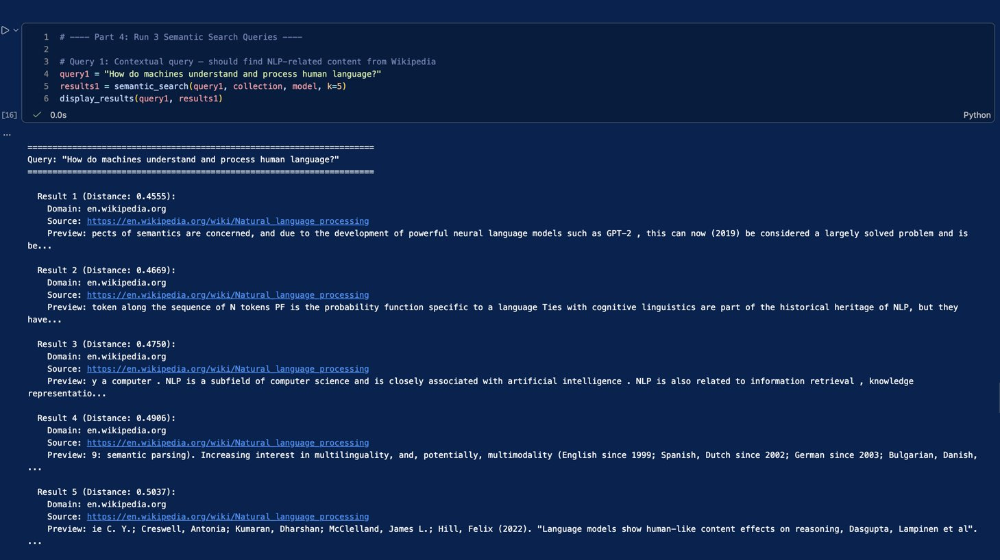 1 # ---- Part 4: Run 3 Semantic Search Queries ----
2
3 # Query 1: Contextual query — should find NLP-related content from Wikipedia
4 query1 = "How do machines understand and process human language?"
5 results1 = semantic_search(query1, collection, model, k=5)
6 display_results(query1, results1)
[16] ✓ 0.0s Python
...
======================================================================
Query: "How do machines understand and process human language?"
======================================================================
Result 1 (Distance: 0.4555):
Domain: en.wikipedia.org
Source: https://en.wikipedia.org/wiki/Natural_language_processing
Preview: pects of semantics are concerned, and due to the development of powerful neural language models such as GPT-2 , this can now (2019) be considered a largely solved problem and is
be...
Result 2 (Distance: 0.4669):
Domain: en.wikipedia.org
Source: https://en.wikipedia.org/wiki/Natural_language_processing
Preview: token along the sequence of N tokens PF is the probability function specific to a language Ties with cognitive linguistics are part of the historical heritage of NLP, but they
have...
Result 3 (Distance: 0.4750):
Domain: en.wikipedia.org
Source: https://en.wikipedia.org/wiki/Natural_language_processing
Preview: y a computer . NLP is a subfield of computer science and is closely associated with artificial intelligence . NLP is also related to information retrieval , knowledge
representatio...
Result 4 (Distance: 0.4906):
Domain: en.wikipedia.org
Source: https://en.wikipedia.org/wiki/Natural_language_processing
Preview: 9: semantic parsing). Increasing interest in multilinguality, and, potentially, multimodality (English since 1999; Spanish, Dutch since 2002; German since 2003; Bulgarian, Danish,
...
Result 5 (Distance: 0.5037):
Domain: en.wikipedia.org
Source: https://en.wikipedia.org/wiki/Natural_language_processing
Preview: ie C. Y.; Creswell, Antonia; Kumaran, Dharshan; McClelland, James L.; Hill, Felix (2022). "Language models show human-like content effects on reasoning, Dasgupta, Lampinen et al".
...